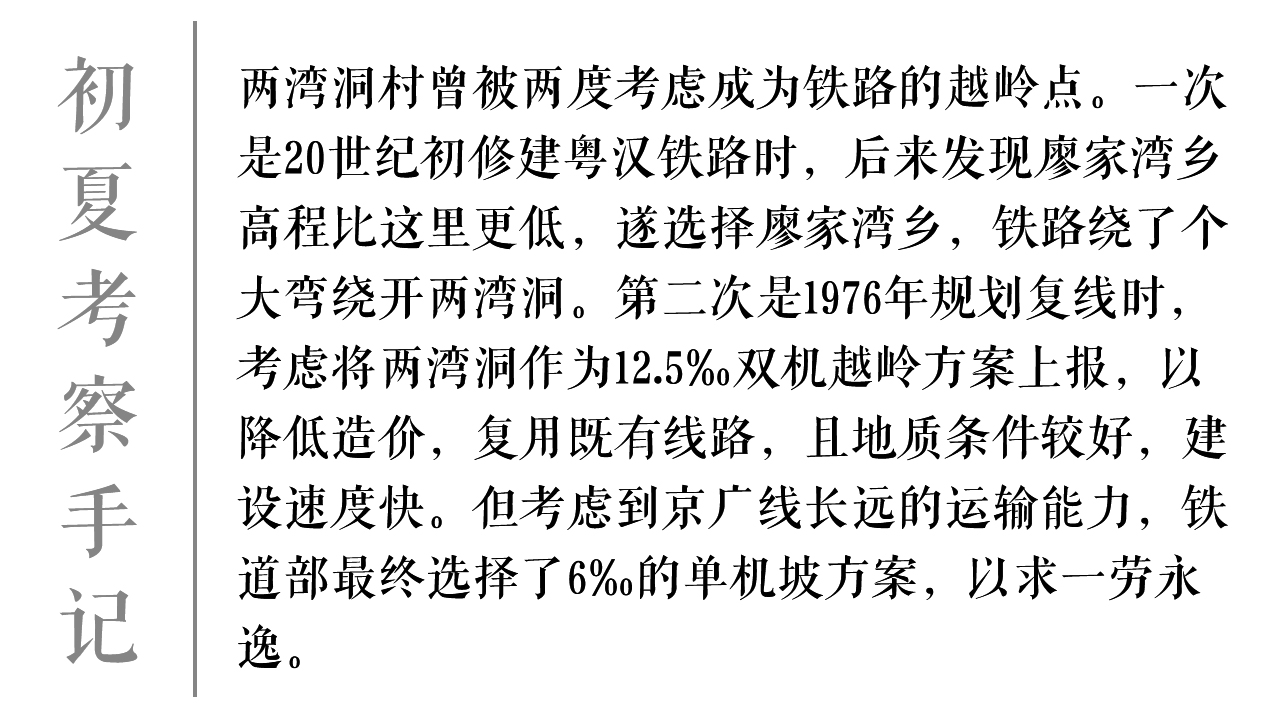 初夏考察手记
两湾洞村曾被两度考虑成为铁路的越岭点。一次
是20世纪初修建粤汉铁路时，后来发现廖家湾乡
高程比这里更低，遂选择廖家湾乡，铁路绕了个
大弯绕开两湾洞。第二次是1976年规划复线时，
考虑将两湾洞作为12.5‰双机越岭方案上报，以
降低造价，复用既有线路，且地质条件较好，建
设速度快。但考虑到京广线长远的运输能力，铁
道部最终选择了6‰的单机坡方案，以求一劳永
逸。